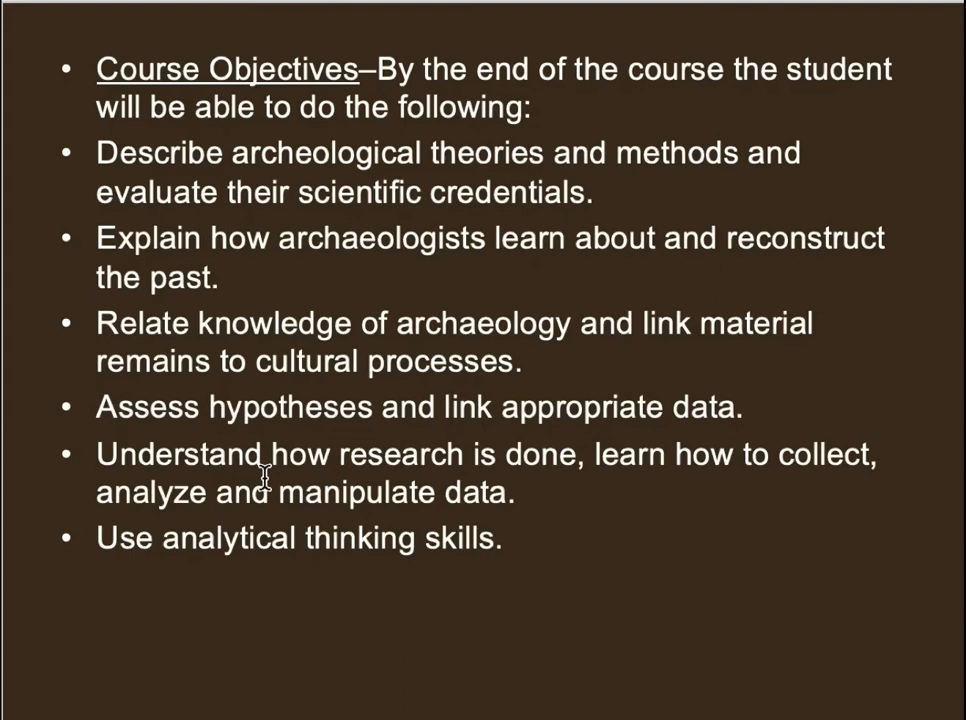 • Course Objectives–By the end of the course the student
will be able to do the following:
• Describe archeological theories and methods and
evaluate their scientific credentials.
• Explain how archaeologists learn about and reconstruct
the past.
• Relate knowledge of archaeology and link material
remains to cultural processes.
• Assess hypotheses and link appropriate data.
• Understand how research is done, learn how to collect,
analyze and manipulate data.
• Use analytical thinking skills.